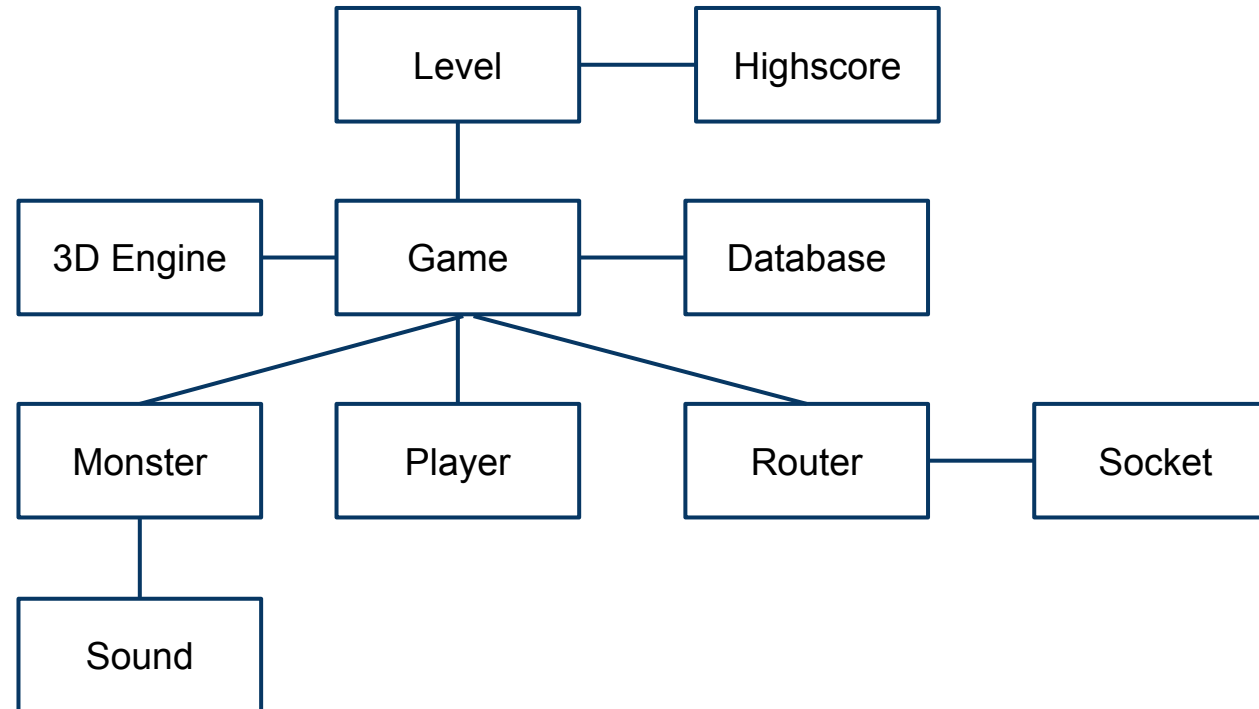 Level
Highscore
3D Engine
Game
Database
Monster
Player
Router
Socket
Sound